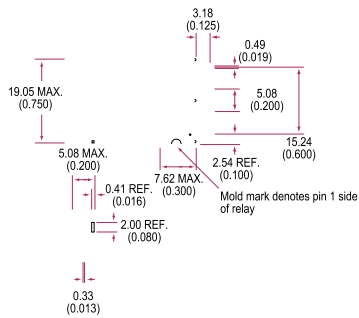 3.18
(0.125)
0.49
(0.019)
19.05 MAX.
(0.750)
5.08
(0.200)
15.24
(0.600)
5.08 MAX.
(0.200)
2.54 REF.
(0.100)
7.62 MAX.
(0.300)
0.41 REF.
(0.016)
Mold mark denotes pin 1 side
of relay
2.00 REF.
(0.080)
0.33
(0.013)